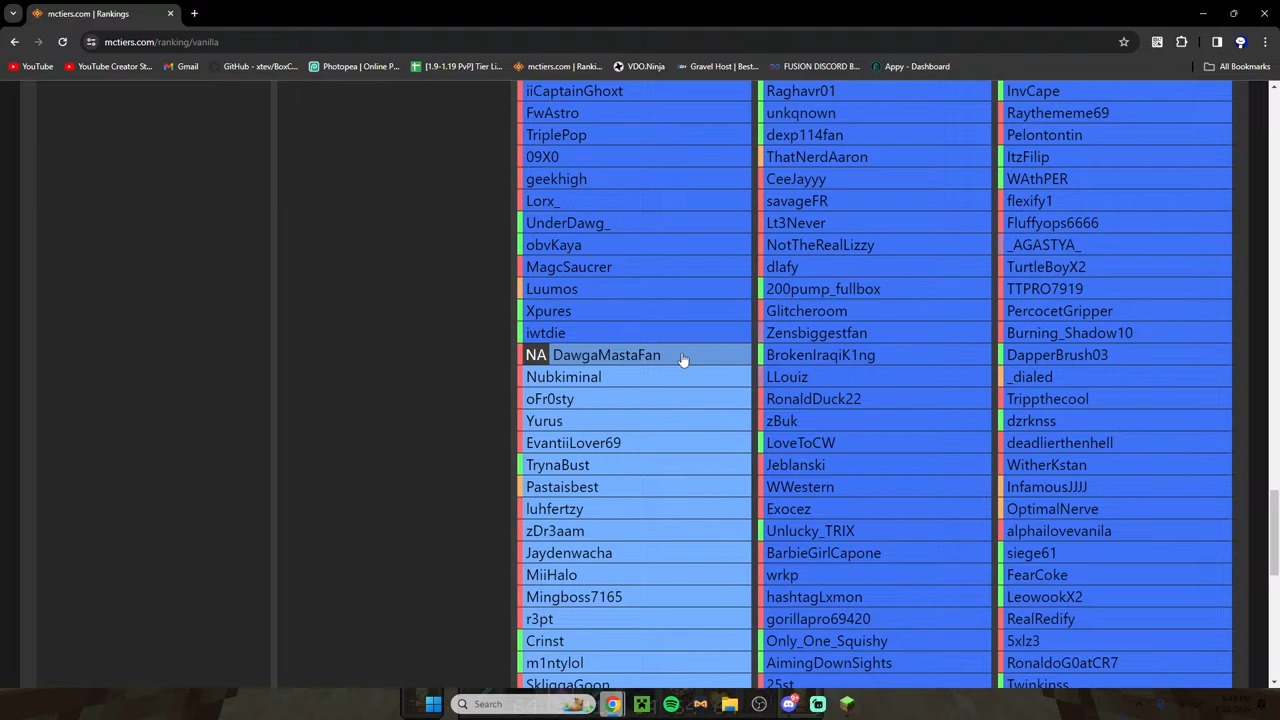 mctiers.com | Rankings
mctiers.com/ranking/vanilla
YouTube
YouTube Creator St...
Gmail
GitHub - xtev/BoxC...
Photopea | Online P...
[1.9-1.19 PvP] Tier Li...
mctiers.com | Ranki...
VDO.Ninja
Gravel Host | Best...
FUSION DISCORD B...
Appy - Dashboard
All Bookmarks
iiCaptainGhoxt
FwAstro
TriplePop
09X0
geekhigh
Lorx_
UnderDawg_
obvKaya
MagcSaucrer
Luumos
Xpures
iwtdie
NA DawgaMastaFan
Nubkiminal
oFr0sty
Yurus
EvantiiLover69
TrynaBust
Pastaisbest
luhfertzy
zDr3aam
Jaydenwacha
MiiHalo
Mingboss7165
r3pt
Crinst
m1ntylol
SkliggaGoon
Raghavr01
unkqnown
dexp114fan
ThatNerdAaron
CeeJayyy
savageFR
Lt3Never
NotTheRealLizzy
dlafy
200pump_fullbox
Glitcheroom
Zensbiggestfan
BrokenIraqiK1ng
LLouiz
RonaldDuck22
zBuk
LoveToCW
Jeblanski
WWestern
Exocez
Unlucky_TRIX
BarbieGirlCapone
wrkp
hashtagLxmon
gorillapro69420
Only_One_Squishy
AimingDownSights
25st
InvCape
Raythememe69
Pelontontin
ItzFilip
WAthPER
flexify1
Fluffyops6666
_AGASTYA_
TurtleBoyX2
TTPRO7919
PercocetGripper
Burning_Shadow10
DapperBrush03
_dialed
Trippthecool
dzrknss
deadlierthenhell
WitherKstan
InfamousJJJJ
OptimalNerve
alphailovevanila
siege61
FearCoke
LeowookX2
RealRedify
5xlz3
RonaldoG0atCR7
Twinkinss
Search